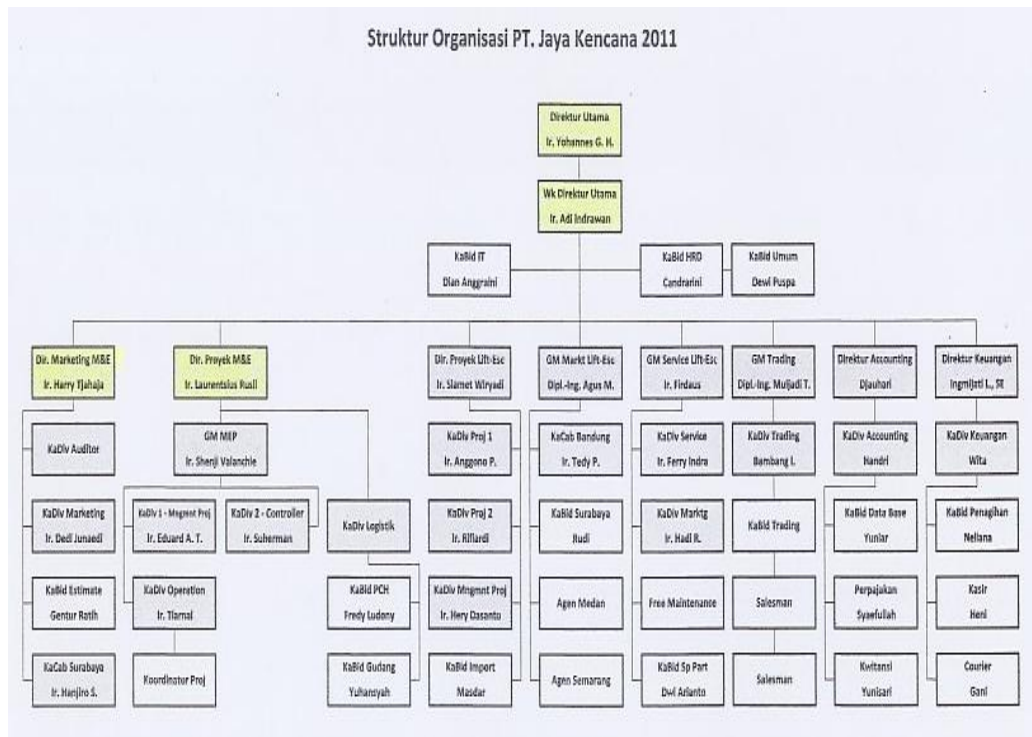 Struktur Organisasi PT. Jaya Kencana 2011
Direktur Utama
Ir. Yohannes G. H.
Wk Direktur Utama
Ir. Adi Indrawan
KaBid IT
Dian Anggraini
KaBid HRD
Candrarini
KaBid Umum
Dewi Puspa
Dir. Marketing M&E
Ir. Harry Tjahaja
Dir. Proyek M&E
Ir. Laurentsius Rusli
Dir. Proyek Lift-Esc
Ir. Slamet Wiryadi
GM Markt Lift-Esc
Dipl.-Ing. Agus M.
GM Service Lift-Esc
Ir. Firdaus
GM Trading
Dipl-Ing. Muljadi T.
Direktur Accounting
Djauhari
Direktur Keuangan
Ingmijati L., SE
KaDiv Auditor
GM MEP
Ir. Shenji Valanchie
KaDiv Proj 1
Ir. Anggono P.
KaCab Bandung
Ir. Tedy P.
KaDiv Service
Ir. Ferry Indra
KaDiv Trading
Bambang I.
KaDiv Accounting
Handri
KaDiv Keuangan
Wita
KaDiv Marketing
Ir. Dedi Junaedi
KaDiv 1 - Mngmnt Proj
Ir. Eduard A. T.
KaDiv 2 - Controller
Ir. Suherman
KaDiv Logistik
KaDiv Proj 2
Ir. Rifiardi
KaBid Surabaya
Rudi
KaDiv Marktg
Ir. Hadi R.
KaBid Trading
KaBid Data Base
Yuniar
KaBid Penagihan
Neliana
KaBid Estimate
Gentur Ratih
KaDiv Operation
Ir. Tiamal
KaBid PCH
Fredy Ludony
KaDiv Mngmnt Proj
Ir. Hery Dasanto
Agen Medan
Free Maintenance
Salesman
Perpajakan
Syaefullah
Kasir
Heni
KaCab Surabaya
Ir. Hanjiro S.
Koordinator Proj
KaBid Gudang
Yuhansyah
KaBid Import
Masdar
Agen Semarang
KaBid Sp Part
Dwi Arianto
Salesman
Kwitansi
Yunisari
Courier
Gani